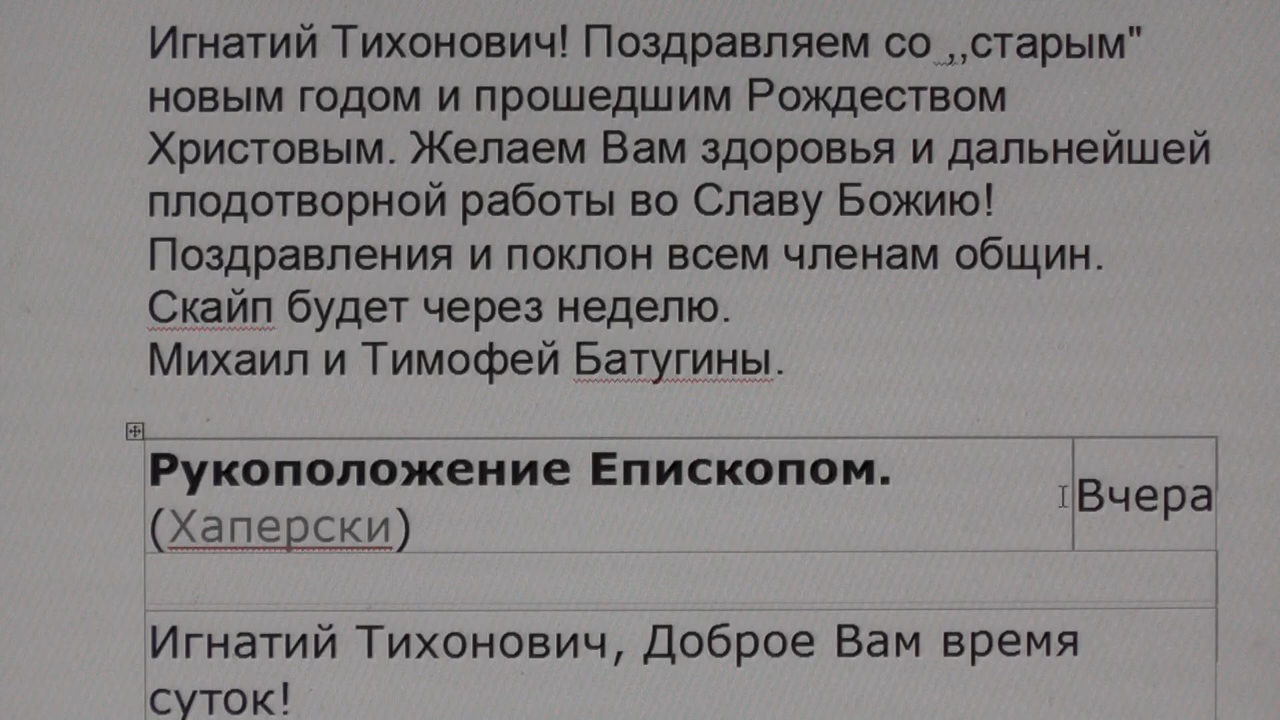 Игнатий Тихонович! Поздравляем со ,,старым"
новым годом и прошедшим Рождеством
Христовым. Желаем Вам здоровья и дальнейшей
плодотворной работы во Славу Божию!
Поздравления и поклон всем членам общин.
Скайп будет через неделю.
Михаил и Тимофей Батугины.
Рукоположение Епископом.
(Хаперски)
Вчера
Игнатий Тихонович, Доброе Вам время
суток!